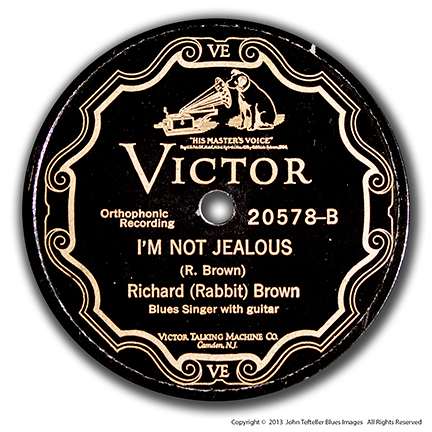 VE
"HIS MASTER'S VOICE"
VICTOR
Orthophonic
Recording
20578-B
I'M NOT JEALOUS
(R. Brown)
Richard (Rabbit) Brown
Blues Singer with guitar
VICTOR TALKING MACHINE CO.
Camden, N.J.
VE
Copyright © 2013 John Tefteller Blues Images All Rights Reserved